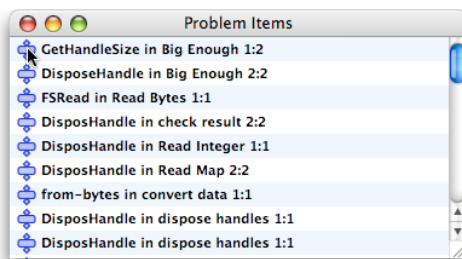 Problem Items
GetHandleSize in Big Enough 1:2
DisposeHandle in Big Enough 2:2
FSRead in Read Bytes 1:1
DisposHandle in check result 2:2
DisposHandle in Read Integer 1:1
DisposHandle in Read Map 2:2
from-bytes in convert data 1:1
DisposHandle in dispose handles 1:1
DisposHandle in dispose handles 1:1